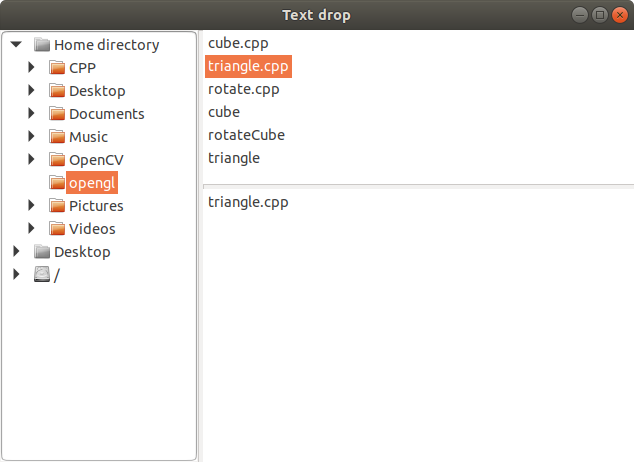 Text drop
Home directory
CPP
Desktop
Documents
Music
OpenCV
opengl
Pictures
Videos
Desktop
/
cube.cpp
triangle.cpp
rotate.cpp
cube
rotateCube
triangle
triangle.cpp